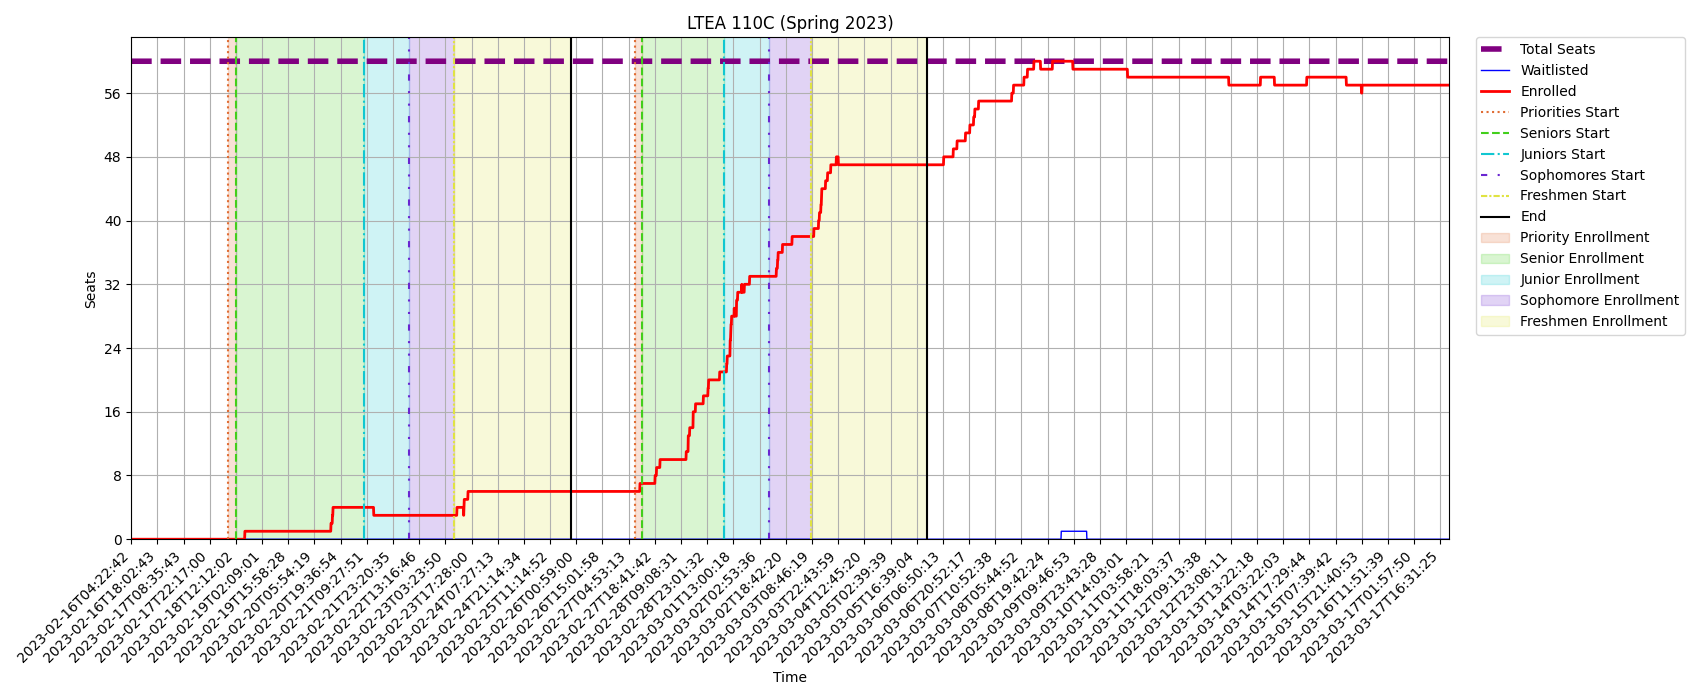 LTEA 110C (Spring 2023)
Seats
56
48
40
32
24
16
8
0
2023-02-16T04:22:42
2023-02-16T18:02:43
2023-02-17T08:35:43
2023-02-17T22:17:00
2023-02-18T12:12:02
2023-02-19T02:09:01
2023-02-19T15:58:28
2023-02-20T05:54:19
2023-02-20T19:36:54
2023-02-21T09:27:51
2023-02-21T23:20:35
2023-02-22T13:16:46
2023-02-23T03:23:50
2023-02-23T17:28:00
2023-02-24T07:27:13
2023-02-24T21:14:34
2023-02-25T11:14:52
2023-02-26T00:59:00
2023-02-26T15:01:58
2023-02-27T04:53:13
2023-02-27T18:41:42
2023-02-28T09:08:31
2023-02-28T23:01:32
2023-03-01T13:00:18
2023-03-02T02:53:36
2023-03-02T18:42:20
2023-03-03T08:46:19
2023-03-03T22:43:59
2023-03-04T12:45:20
2023-03-05T02:39:39
2023-03-05T16:39:04
2023-03-06T06:50:13
2023-03-06T20:52:17
2023-03-07T10:52:38
2023-03-08T05:44:52
2023-03-08T19:42:24
2023-03-09T09:46:53
2023-03-09T23:43:28
2023-03-10T14:03:01
2023-03-11T03:58:21
2023-03-11T18:03:37
2023-03-12T09:13:38
2023-03-12T23:08:11
2023-03-13T13:22:18
2023-03-14T03:22:03
2023-03-14T17:29:44
2023-03-15T07:39:42
2023-03-15T21:40:53
2023-03-16T11:51:39
2023-03-17T01:57:50
2023-03-17T16:31:25
Time
Total Seats
Waitlisted
Enrolled
Priorities Start
Seniors Start
Juniors Start
Sophomores Start
Freshmen Start
End
Priority Enrollment
Senior Enrollment
Junior Enrollment
Sophomore Enrollment
Freshmen Enrollment